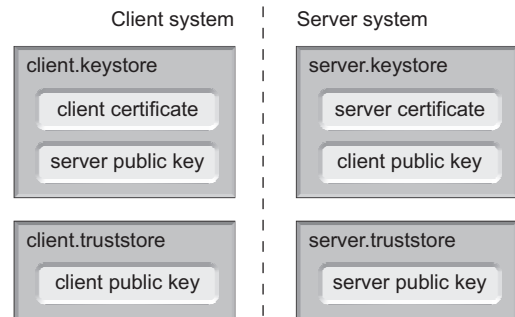 Client system
Server system
client.keystore
client certificate
server public key
server.keystore
server certificate
client public key
client.truststore
client public key
server.truststore
server public key